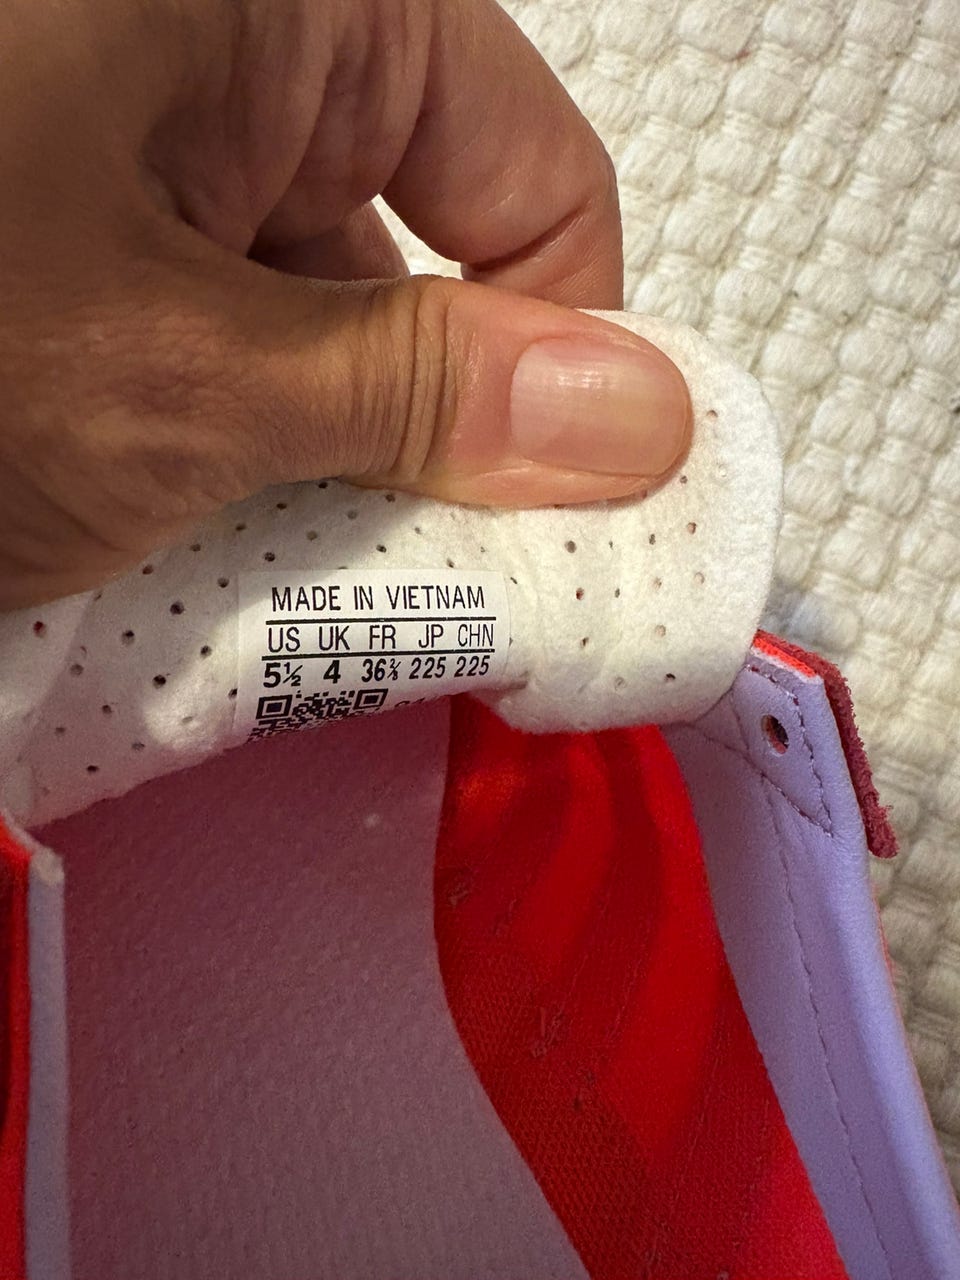 MADE IN VIETNAM
US UK FR JP CHN
5½ 4 36⅔ 225 225